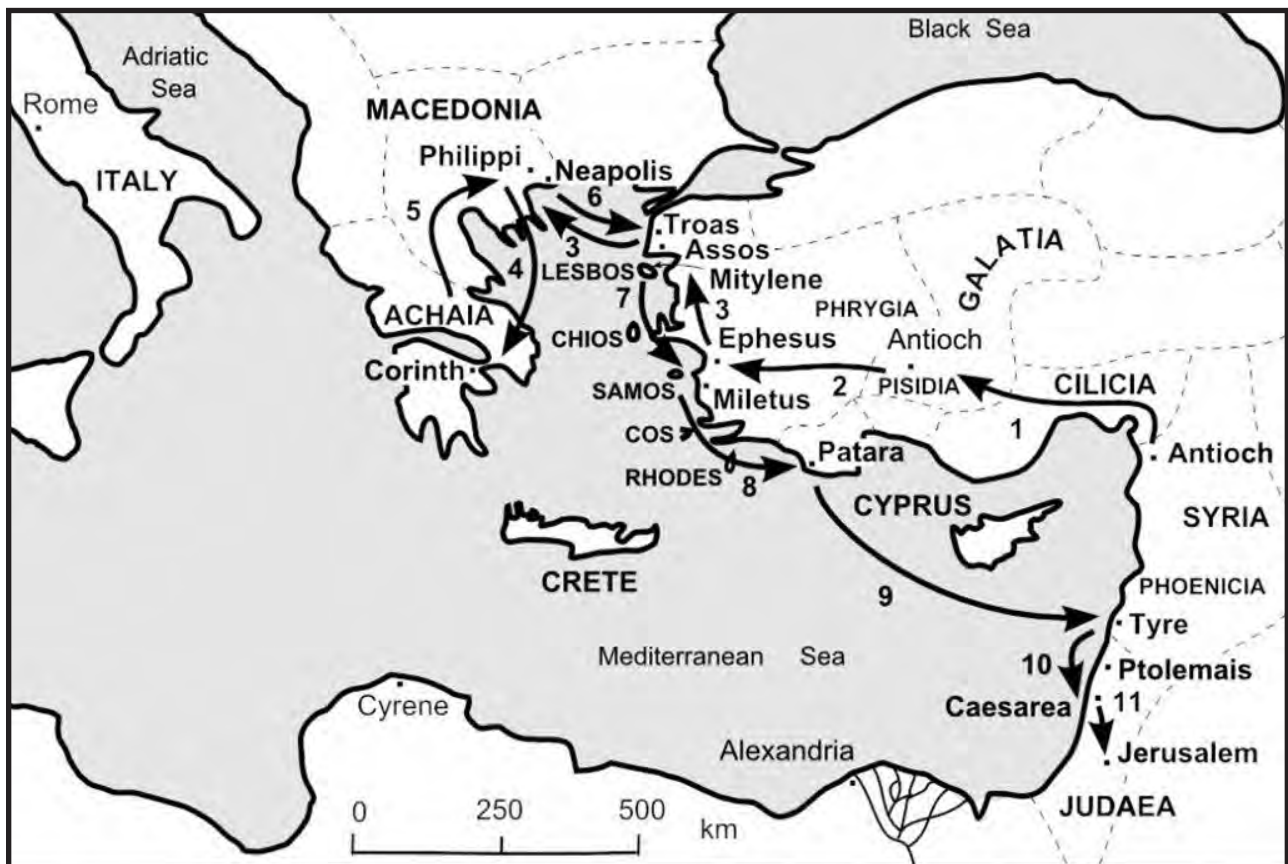 Black Sea
Adriatic
Sea
Rome
MACEDONIA
Philippi
Neapolis
ITALY
5
6
Troas
3
Assos
4
LESBOS
Mitylene
GALATIA
7
3
PHRYGIA
ACHAIA
CHIOS
Ephesus
Antioch
Corinth
2
PISIDIA
CILICIA
SAMOS
Miletus
1
COS
Patara
Antioch
RHODES
8
CYPRUS
SYRIA
CRETE
9
PHOENICIA
Tyre
Mediterranean Sea
10
Ptolemais
Cyrene
Caesarea
11
Alexandria
Jerusalem
JUDAEA
0 250 500
km